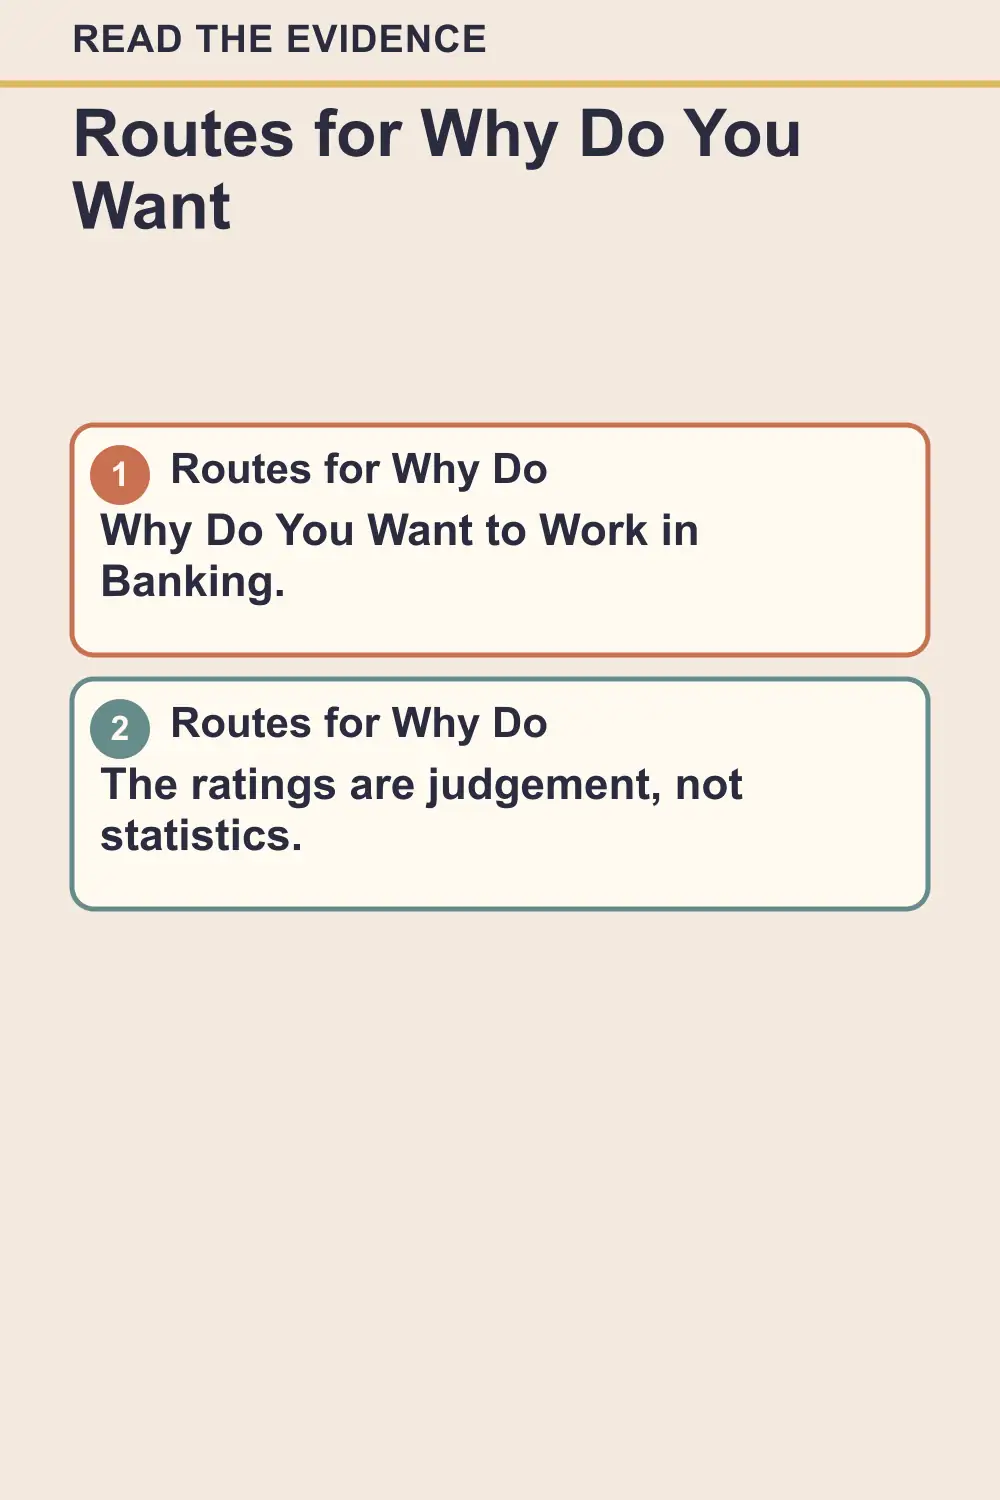 READ THE EVIDENCE
Routes for Why Do You
Want
1 Routes for Why Do
Why Do You Want to Work in
Banking.
2 Routes for Why Do
The ratings are judgement, not
statistics.